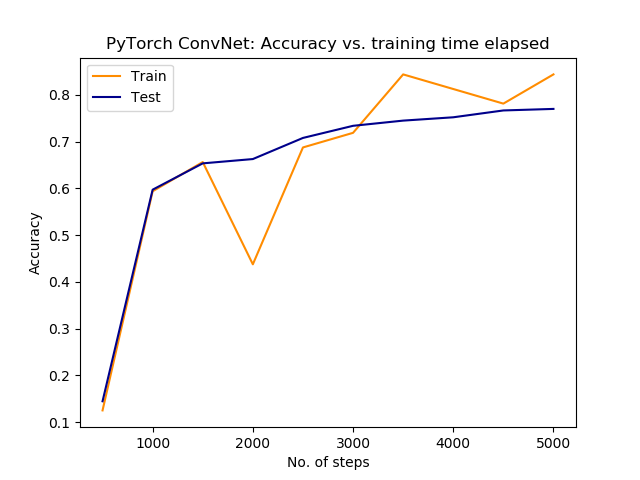 PyTorch ConvNet: Accuracy vs. training time elapsed
Train
Test
0.8
0.7
0.6
0.5
0.4
0.3
0.2
0.1
Accuracy
1000 2000 3000 4000 5000
No. of steps